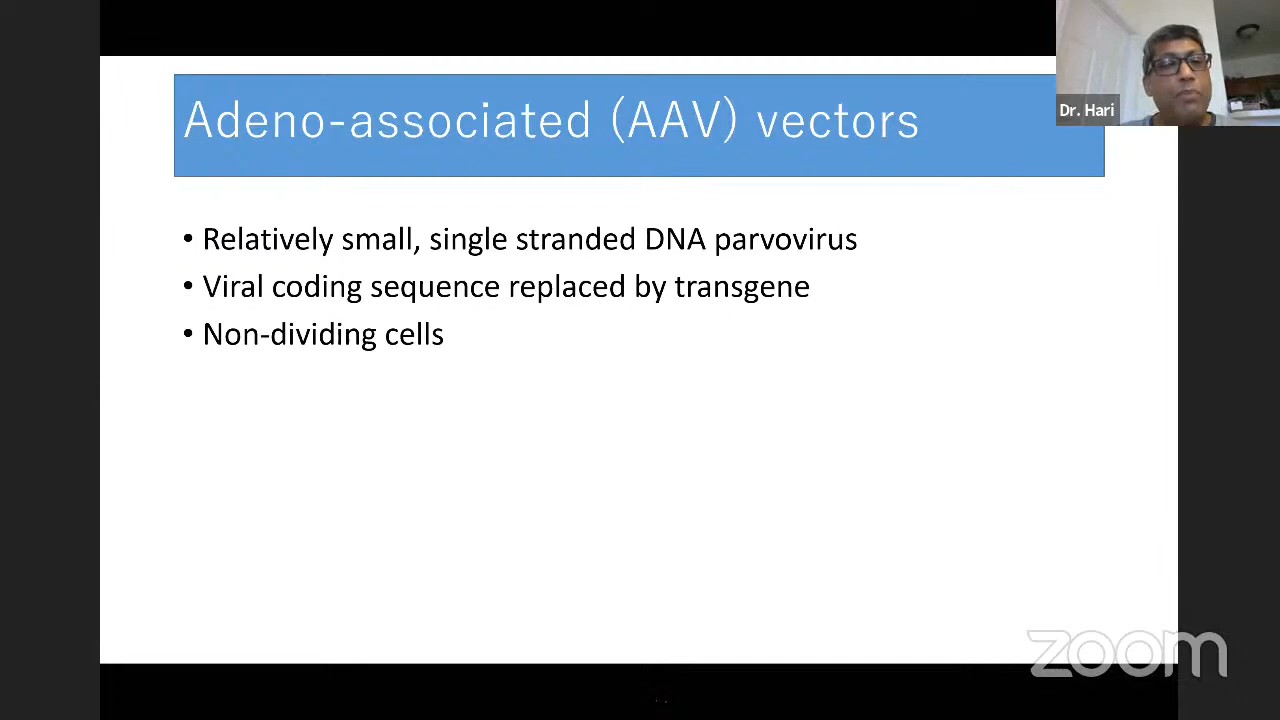 Adeno-associated (AAV) vectors
Dr. Hari
• Relatively small, single stranded DNA parvovirus
• Viral coding sequence replaced by transgene
• Non-dividing cells
zoom